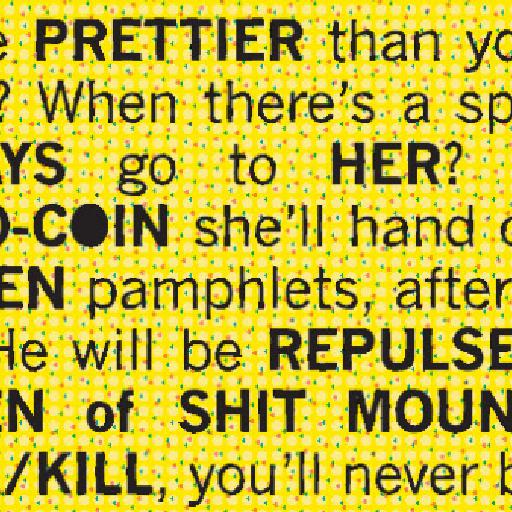 e PRETTIER than yo
? When there's a sp
YS go to HER?
O-C●IN she'll hand o
EN pamphlets, after
He will be REPULSE
EN of SHIT MOUN
/KILL, you'll never b